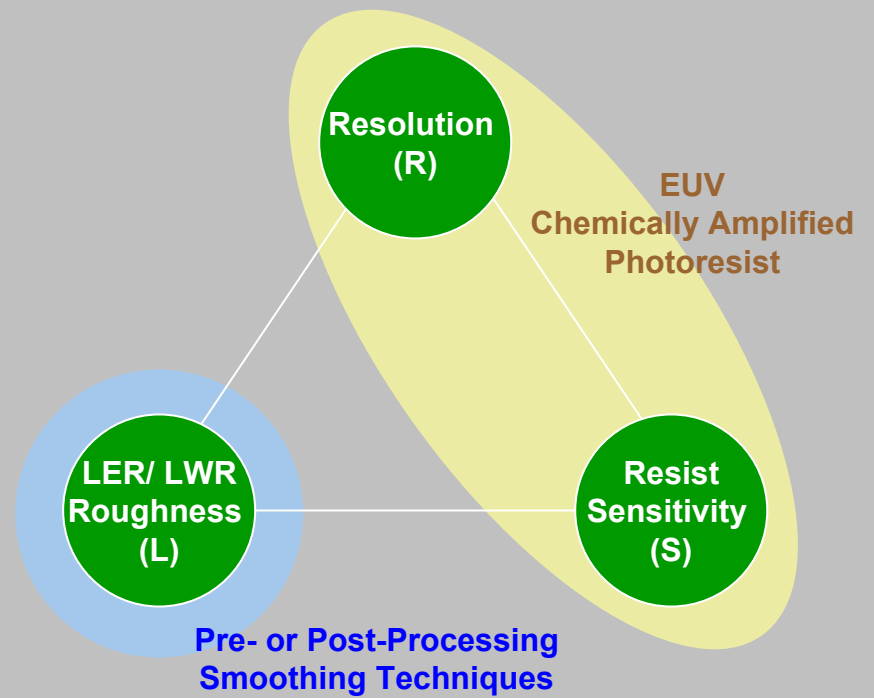 Resolution
(R)
EUV
Chemically Amplified
Photoresist
LER/ LWR
Roughness
(L)
Resist
Sensitivity
(S)
Pre- or Post-Processing
Smoothing Techniques